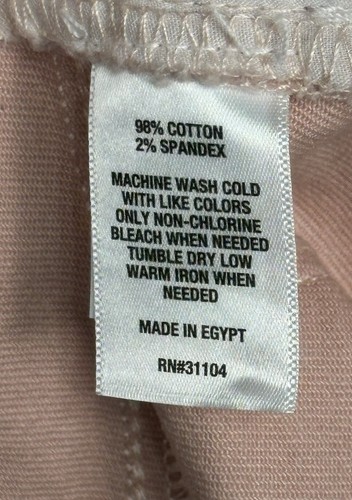 98% COTTON
2% SPANDEX
MACHINE WASH COLD
WITH LIKE COLORS
ONLY NON-CHLORINE
BLEACH WHEN NEEDED
TUMBLE DRY LOW
WARM IRON WHEN
NEEDED
MADE IN EGYPT
RN#31104